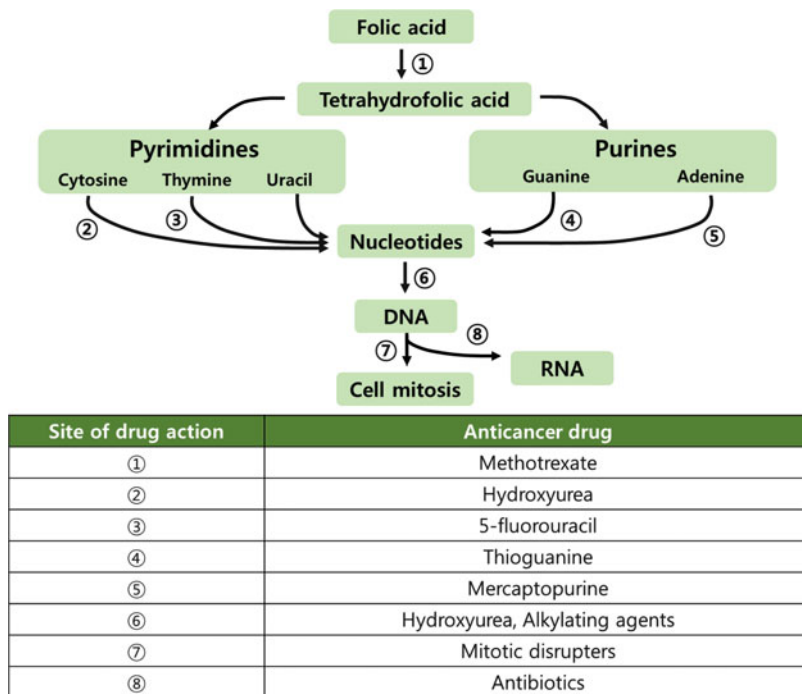 Folic acid
①
Tetrahydrofolic acid
Pyrimidines
Cytosine Thymine Uracil
Purines
Guanine Adenine
② ③ ④ ⑤
Nucleotides
⑥
DNA
⑦ ⑧
RNA
Cell mitosis
Site of drug action Anticancer drug
① Methotrexate
② Hydroxyurea
③ 5-fluorouracil
④ Thioguanine
⑤ Mercaptopurine
⑥ Hydroxyurea, Alkylating agents
⑦ Mitotic disrupters
⑧ Antibiotics